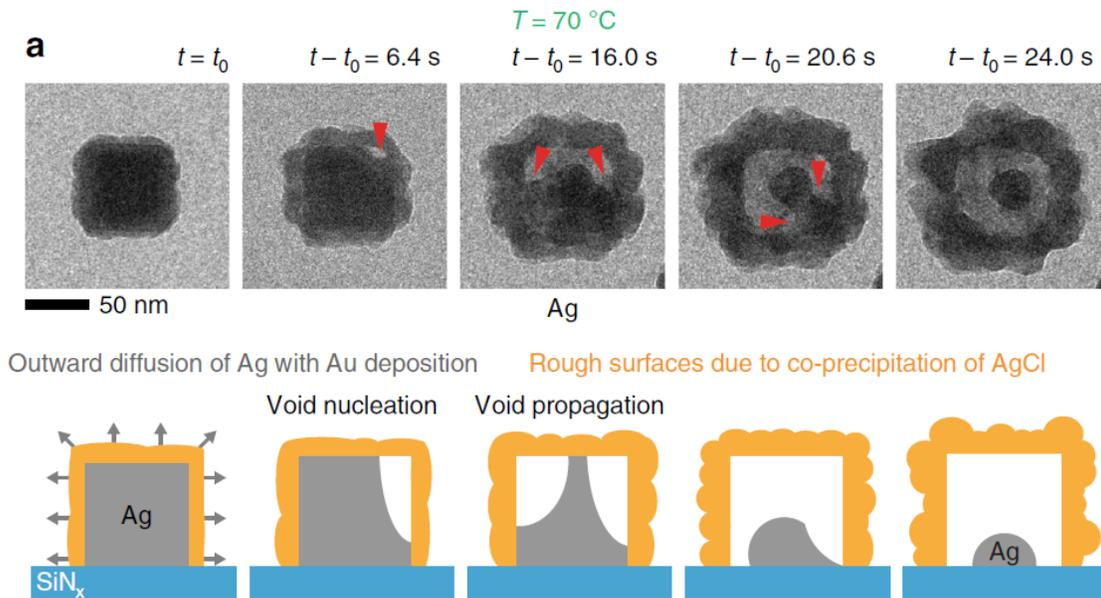 T = 70 °C
a
t = t₀
t – t₀ = 6.4 s
t – t₀ = 16.0 s
t – t₀ = 20.6 s
t – t₀ = 24.0 s
50 nm
Ag
Outward diffusion of Ag with Au deposition
Rough surfaces due to co-precipitation of AgCl
Void nucleation
Void propagation
Ag
Ag
SiNₓ